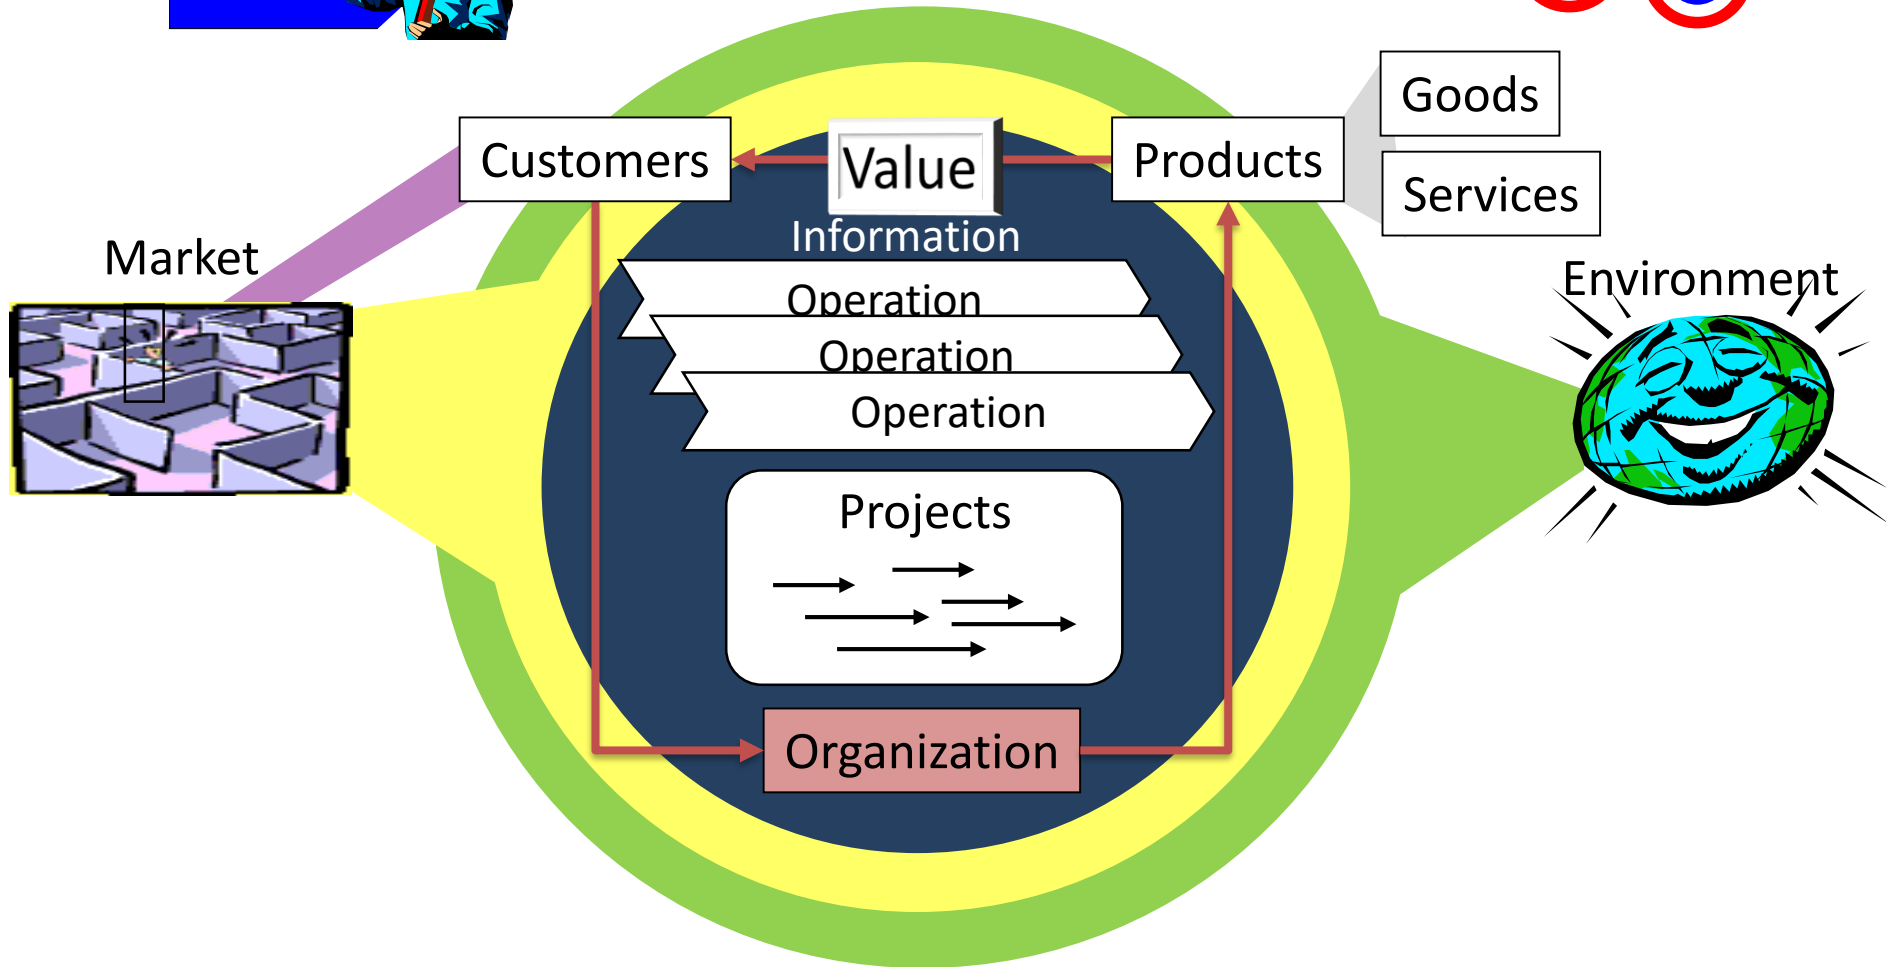 Goods
Customers
Value
Products
Services
Information
Market
Environment
Operation
Operation
Operation
Projects
Organization